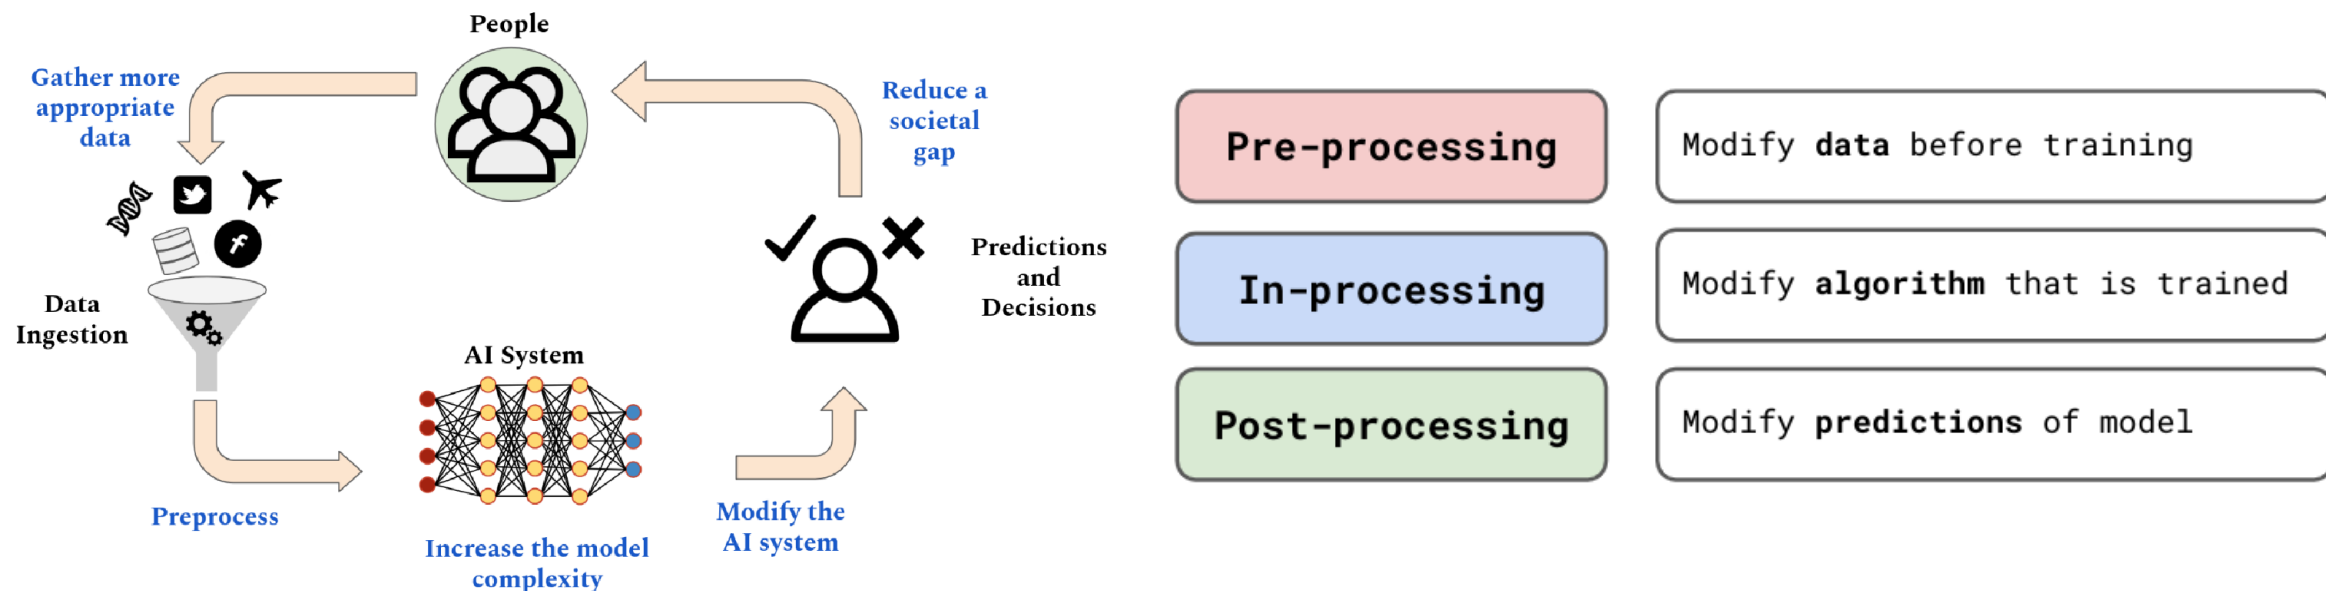 People
Gather more
appropriate
data
Reduce a
societal
gap
Data
Ingestion
Predictions
and
Decisions
AI System
Preprocess
Increase the model
complexity
Modify the
AI system
Pre-processing
Modify data before training
In-processing
Modify algorithm that is trained
Post-processing
Modify predictions of model